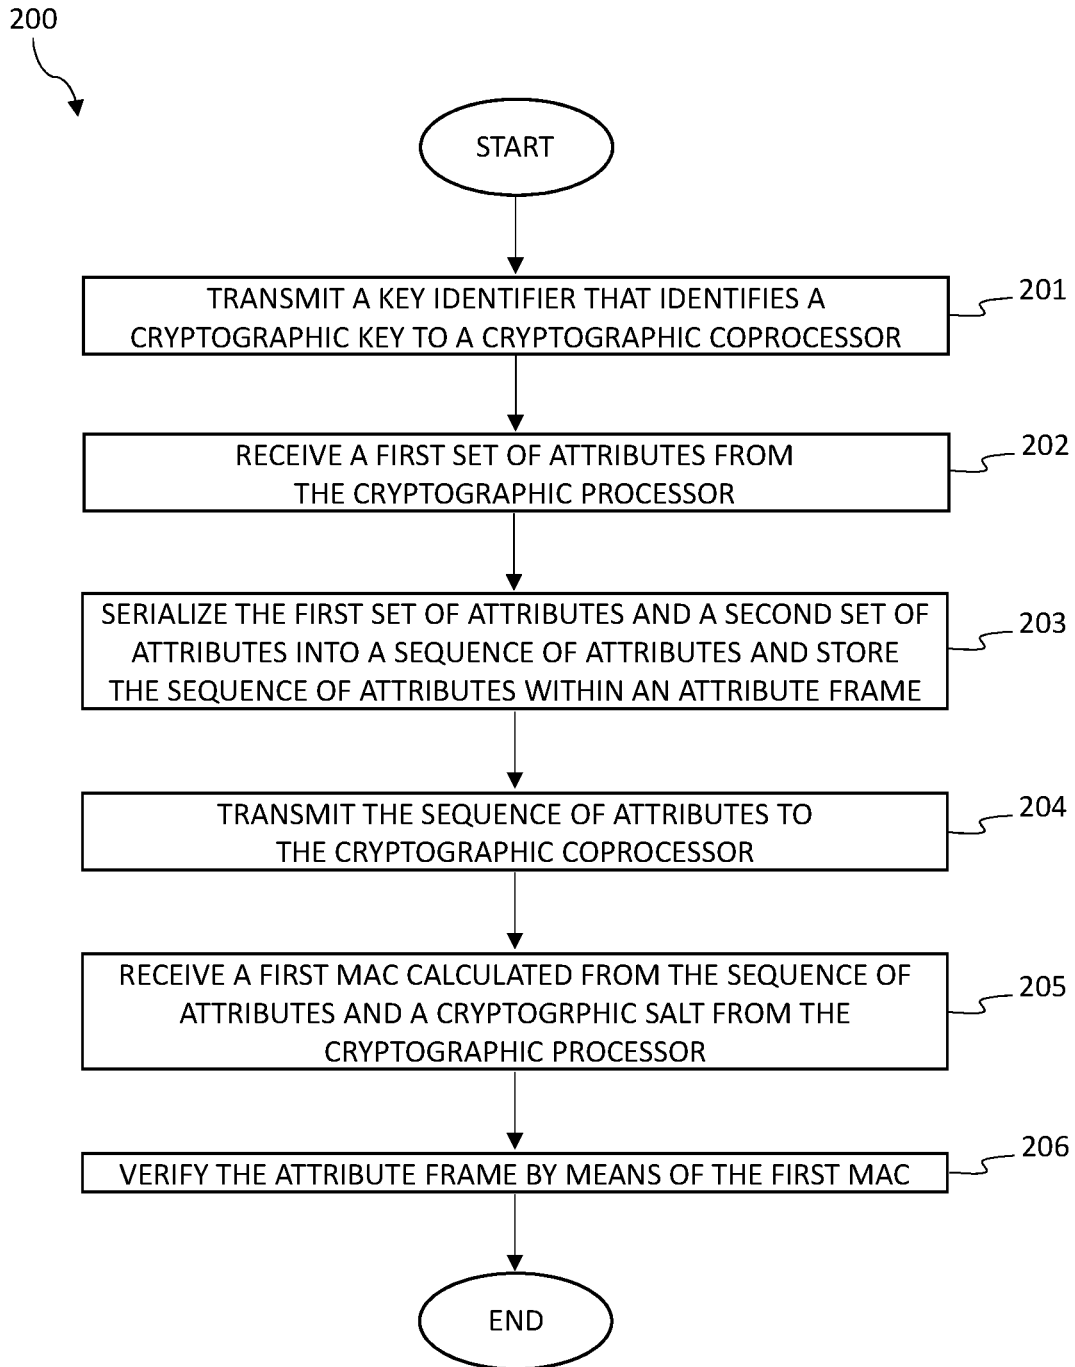 200
START
TRANSMIT A KEY IDENTIFIER THAT IDENTIFIES A
CRYPTOGRAPHIC KEY TO A CRYPTOGRAPHIC COPROCESSOR
201
RECEIVE A FIRST SET OF ATTRIBUTES FROM
THE CRYPTOGRAPHIC PROCESSOR
202
SERIALIZE THE FIRST SET OF ATTRIBUTES AND A SECOND SET OF
ATTRIBUTES INTO A SEQUENCE OF ATTRIBUTES AND STORE
THE SEQUENCE OF ATTRIBUTES WITHIN AN ATTRIBUTE FRAME
203
TRANSMIT THE SEQUENCE OF ATTRIBUTES TO
THE CRYPTOGRAPHIC COPROCESSOR
204
RECEIVE A FIRST MAC CALCULATED FROM THE SEQUENCE OF
ATTRIBUTES AND A CRYPTOGRPHIC SALT FROM THE
CRYPTOGRAPHIC PROCESSOR
205
VERIFY THE ATTRIBUTE FRAME BY MEANS OF THE FIRST MAC
206
END